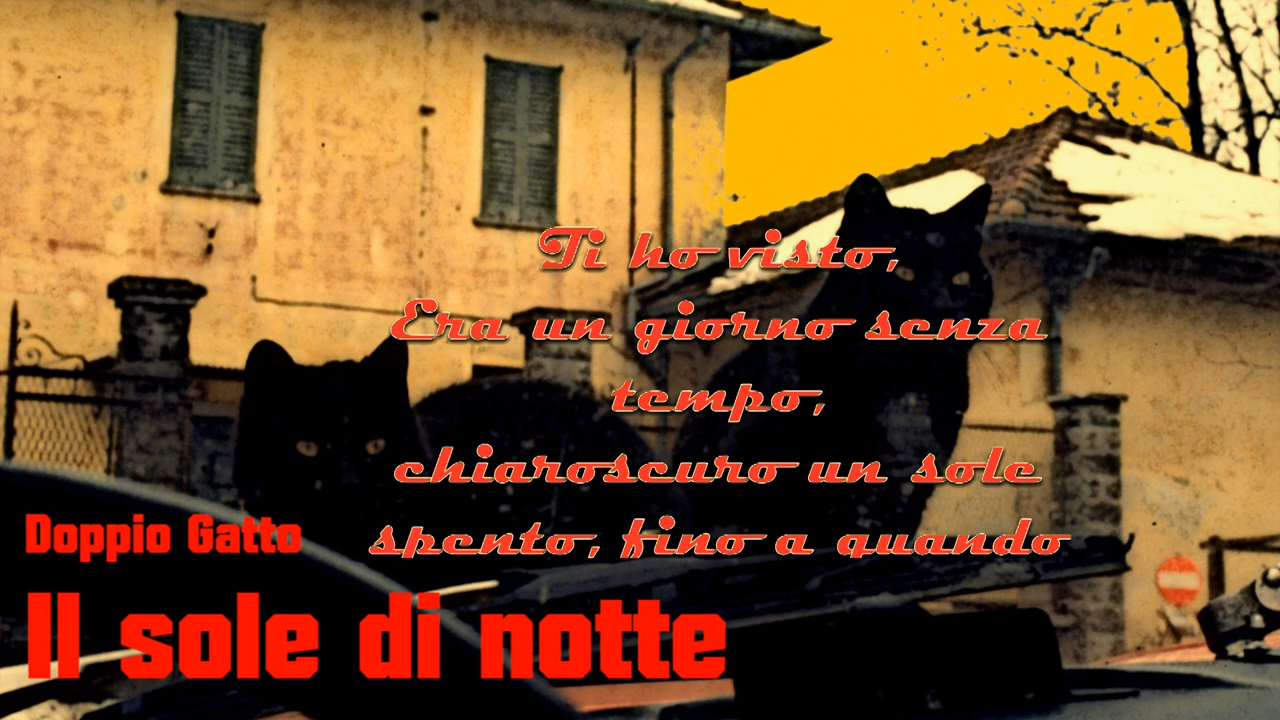 Ti ho visto,
Era un giorno senza
tempo,
chiaroscuro un sole
spento, fino a quando
Doppio Gatto
Il sole di notte